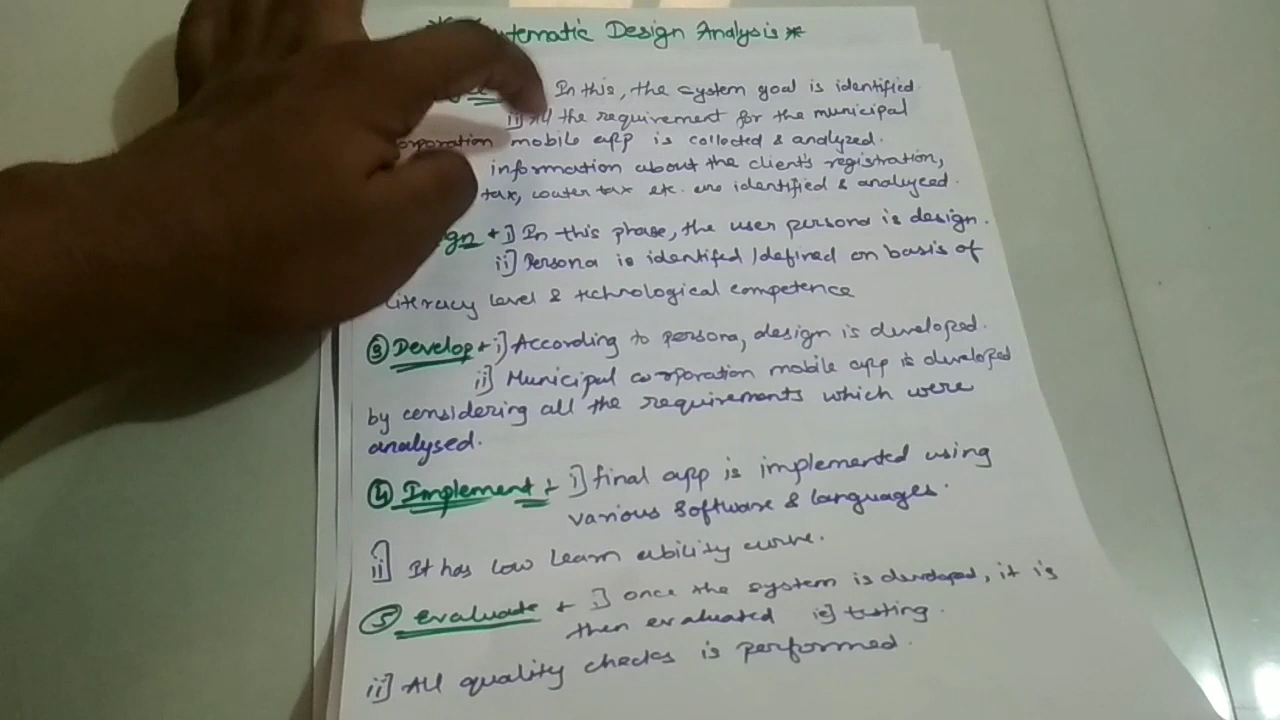 Systematic Design Analysis *
In this, the system goal is identified.
ii] All the requirement for the municipal
corporation mobile app is collected & analyzed.
information about the client's registration,
tax, water tax etc. are identified & analyzed.
i] In this phase, the user persona is design.
ii] Persona is identifed /defined on basis of
literacy level & technological competence
③ Develop + i] According to persona, design is developed.
ii] Municipal corporation mobile app is developed
by considering all the requirements which were
analysed.
④ Implement + i] final app is implemented using
various software & languages.
ii] It has low learn ability curve.
⑤ Evaluate + i] once the system is developed, it is
then evaluated ie] testing.
ii] All quality checks is performed.